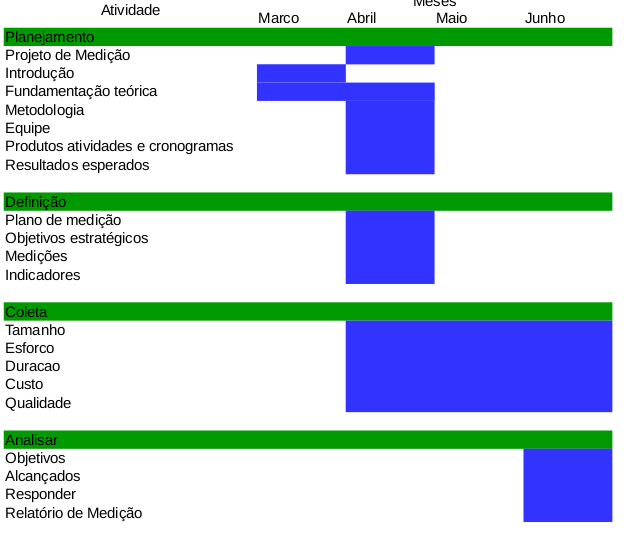 Meses
Atividade
Marco Abril Maio Junho
Planejamento
Projeto de Medição
Introdução
Fundamentação teórica
Metodologia
Equipe
Produtos atividades e cronogramas
Resultados esperados
Definição
Plano de medição
Objetivos estratégicos
Medições
Indicadores
Coleta
Tamanho
Esforco
Duracao
Custo
Qualidade
Analisar
Objetivos
Alcançados
Responder
Relatório de Medição